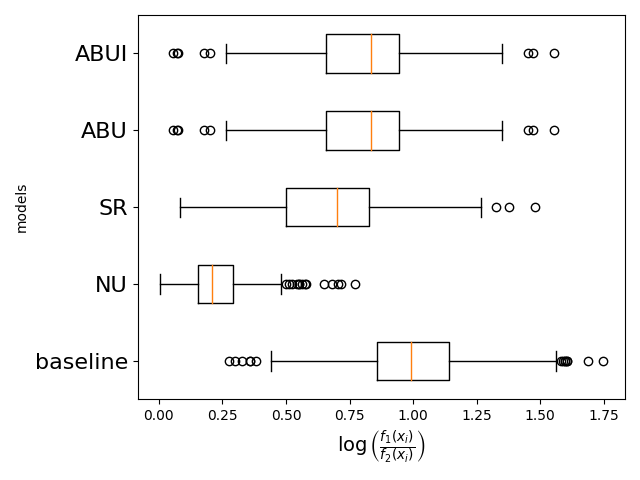 ABUI
ABU
SR
NU
baseline
models
0.00 0.25 0.50 0.75 1.00 1.25 1.50 1.75
log(f₁(xᵢ)/f₂(xᵢ))